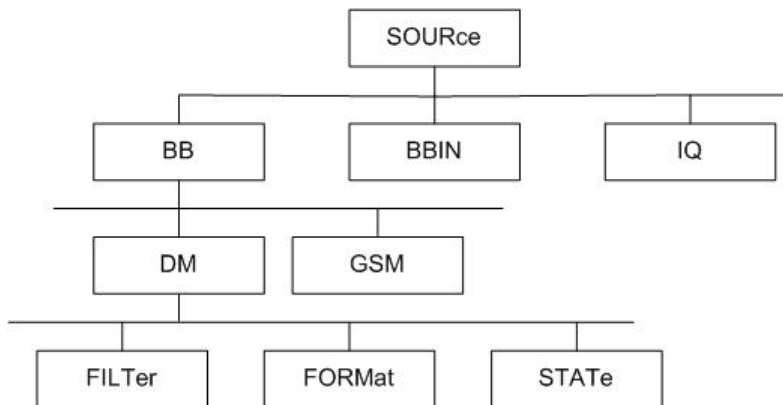 SOURce
BB
BBIN
IQ
DM
GSM
FILTer
FORMat
STATe